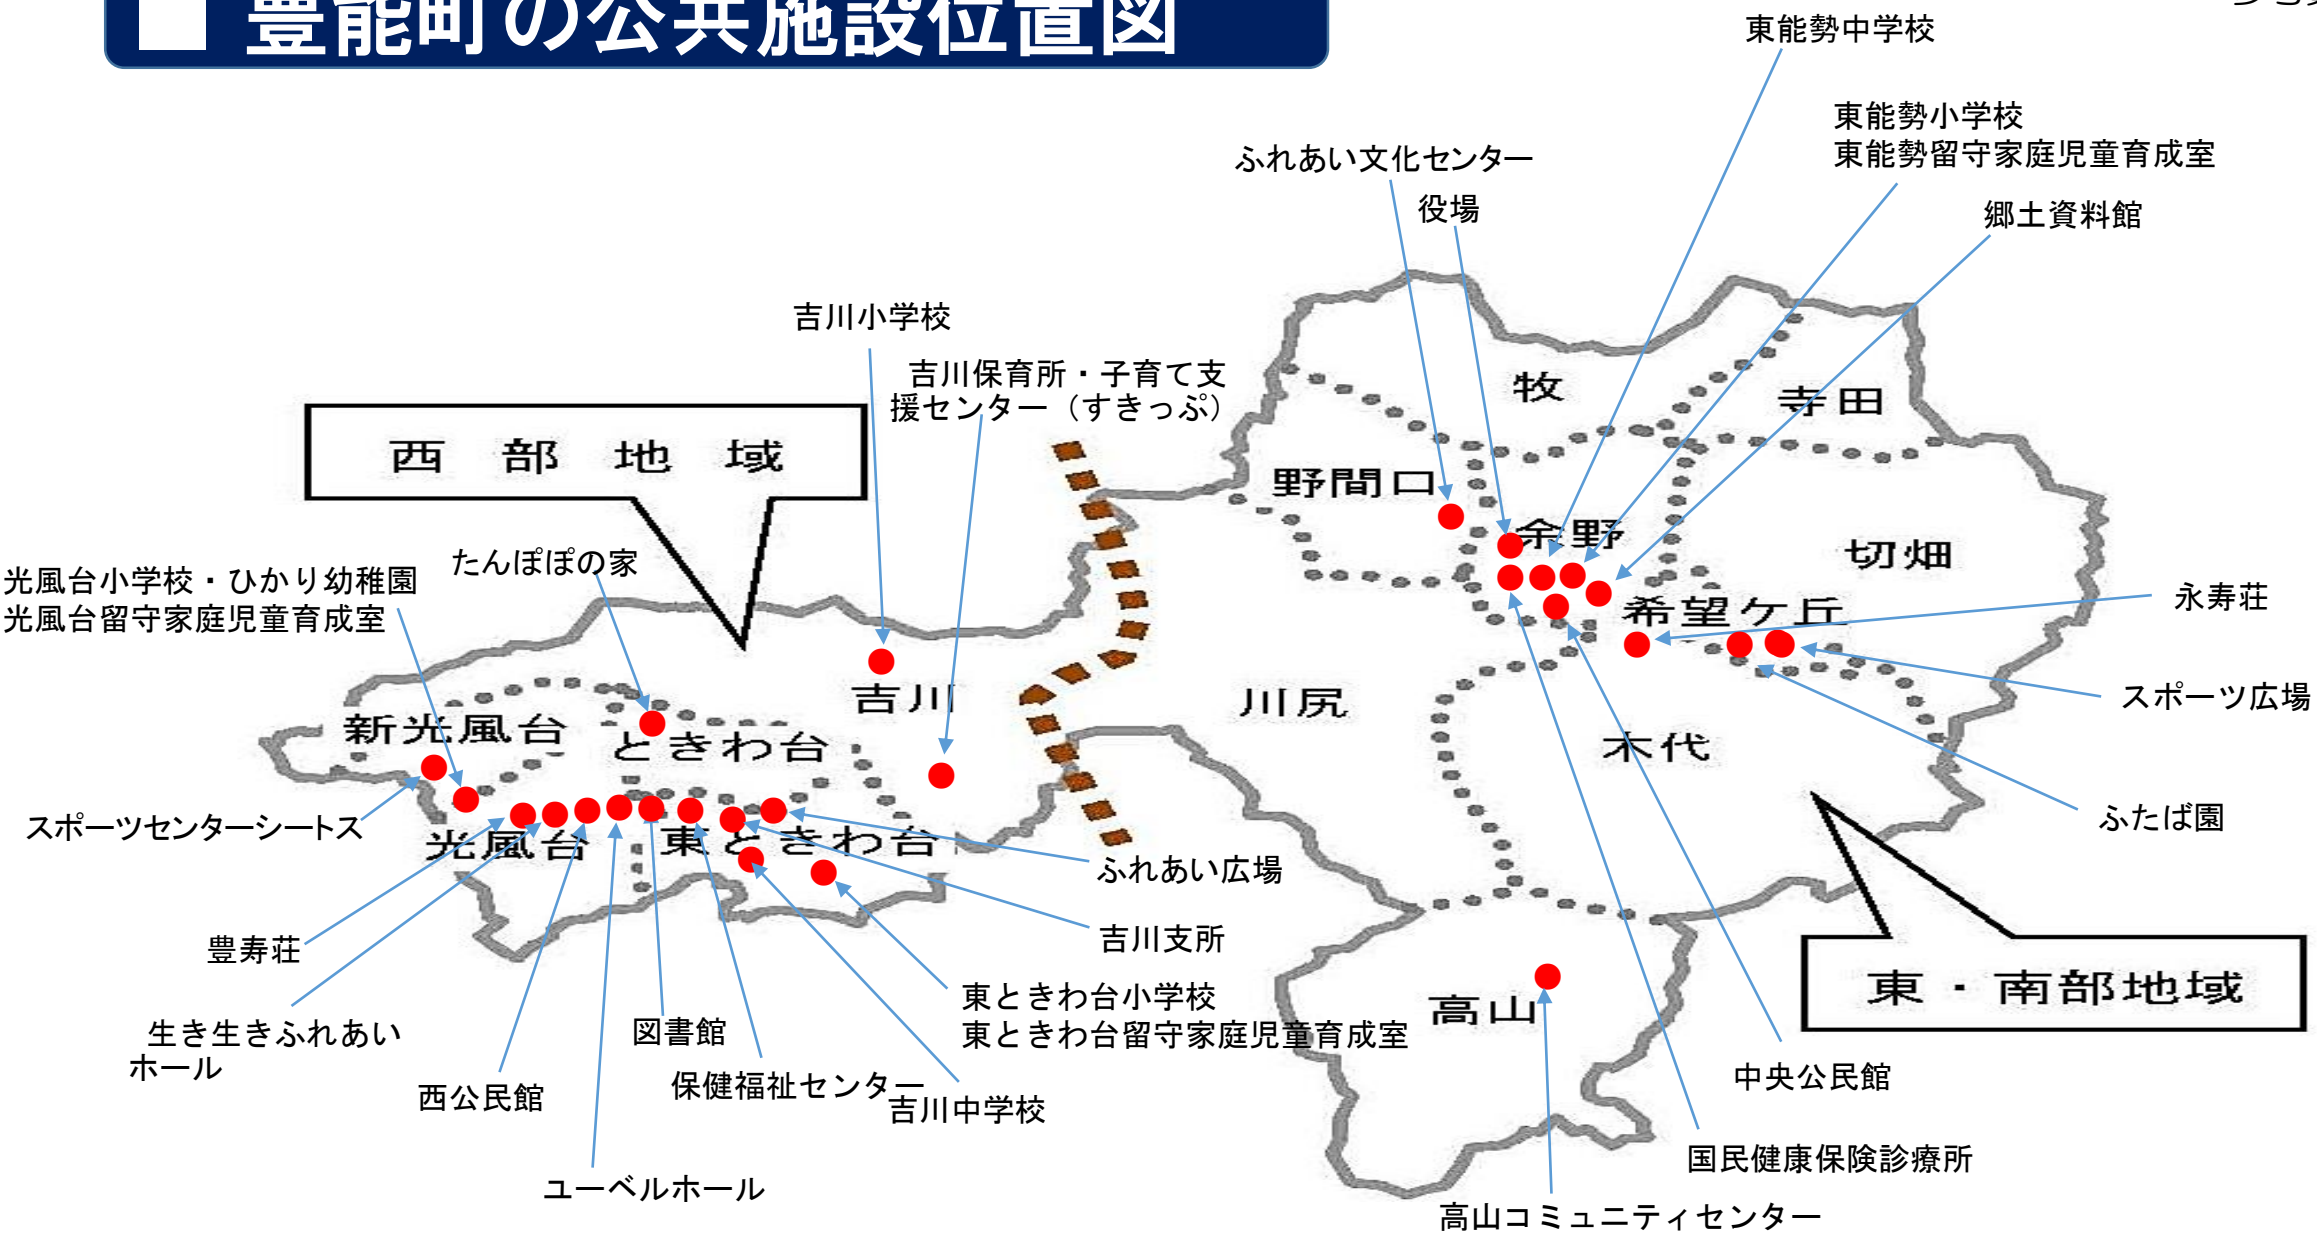 ■ 豊能町の公共施設位置図
東能勢中学校
東能勢小学校
東能勢留守家庭児童育成室
ふれあい文化センター
役場
郷土資料館
吉川小学校
吉川保育所・子育て支
援センター（すきっぷ）
牧
寺田
西部地域
野間口
余野
切畑
たんぽぽの家
光風台小学校・ひかり幼稚園
光風台留守家庭児童育成室
希望ケ丘
永寿荘
吉川
川尻
スポーツ広場
新光風台
ときわ台
木代
スポーツセンターシートス
光風台
東ときわ台
ふたば園
ふれあい広場
豊寿荘
吉川支所
東・南部地域
東ときわ台小学校
東ときわ台留守家庭児童育成室
高山
生き生きふれあい
ホール
図書館
西公民館
保健福祉センター
吉川中学校
中央公民館
国民健康保険診療所
ユーベルホール
高山コミュニティセンター